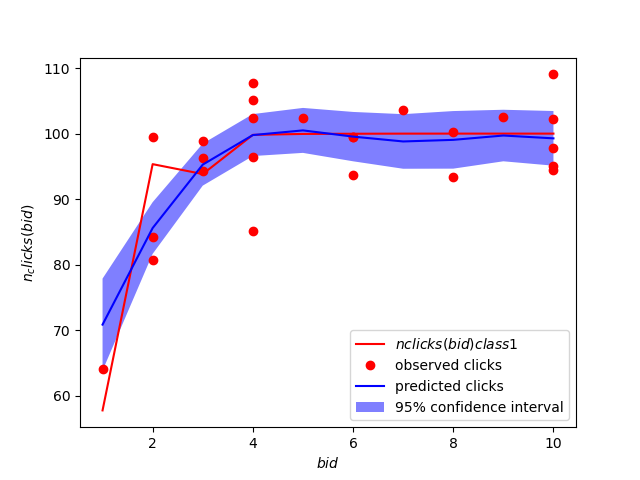 110
100
90
80
70
60
n_clicks(bid)
nclicks(bid)class1
observed clicks
predicted clicks
95% confidence interval
2 4 6 8 10
bid